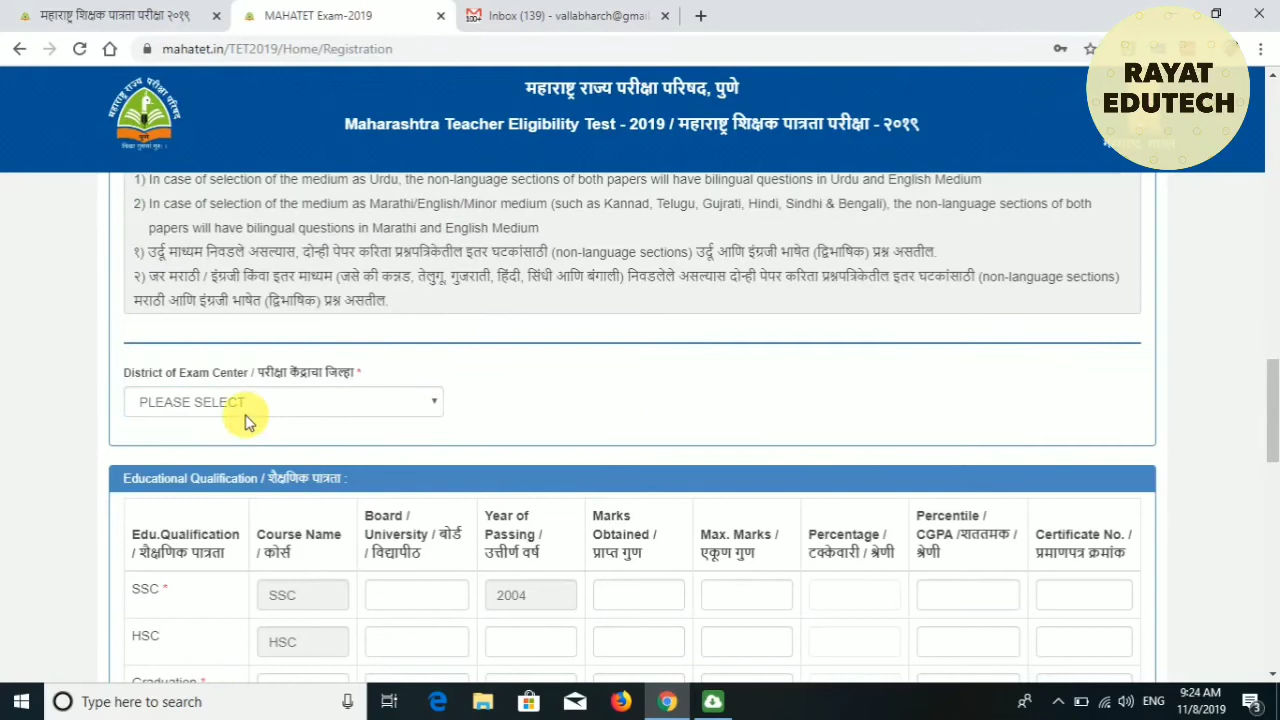 महाराष्ट्र शिक्षक पात्रता परीक्षा २०१९
MAHATET Exam-2019
Inbox (139) - vallabharch@gmai
mahatet.in/TET2019/Home/Registration
RAYAT
EDUTECH
महाराष्ट्र राज्य परीक्षा परिषद, पुणे
Maharashtra Teacher Eligibility Test - 2019 / महाराष्ट्र शिक्षक पात्रता परीक्षा - २०१९
1) In case of selection of the medium as Urdu, the non-language sections of both papers will have bilingual questions in Urdu and English Medium
2) In case of selection of the medium as Marathi/English/Minor medium (such as Kannad, Telugu, Gujrati, Hindi, Sindhi & Bengali), the non-language sections of both
papers will have bilingual questions in Marathi and English Medium
१) उर्दू माध्यम निवडले असल्यास, दोन्ही पेपर करिता प्रश्नपत्रिकेतील इतर घटकांसाठी (non-language sections) उर्दू आणि इंग्रजी भाषेत (द्विभाषिक) प्रश्न असतील.
२) जर मराठी / इंग्रजी किंवा इतर माध्यम (जसे की कन्नड, तेलुगू, गुजराती, हिंदी, सिंधी आणि बंगाली) निवडलेले असल्यास दोन्ही पेपर करिता प्रश्नपत्रिकेतील इतर घटकांसाठी (non-language sections)
मराठी आणि इंग्रजी भाषेत (द्विभाषिक) प्रश्न असतील.
District of Exam Center / परीक्षा केंद्राचा जिल्हा *
PLEASE SELECT
Educational Qualification / शैक्षणिक पात्रता :
Edu.Qualification / शैक्षणिक पात्रता
Course Name / कोर्स
Board / University / बोर्ड / विद्यापीठ
Year of Passing / उत्तीर्ण वर्ष
Marks Obtained / प्राप्त गुण
Max. Marks / एकूण गुण
Percentage / टक्केवारी / श्रेणी
Percentile / CGPA /शततमक / श्रेणी
Certificate No. / प्रमाणपत्र क्रमांक
SSC * SSC 2004
HSC HSC
Graduation *
Type here to search
ENG
9:24 AM
11/8/2019
3